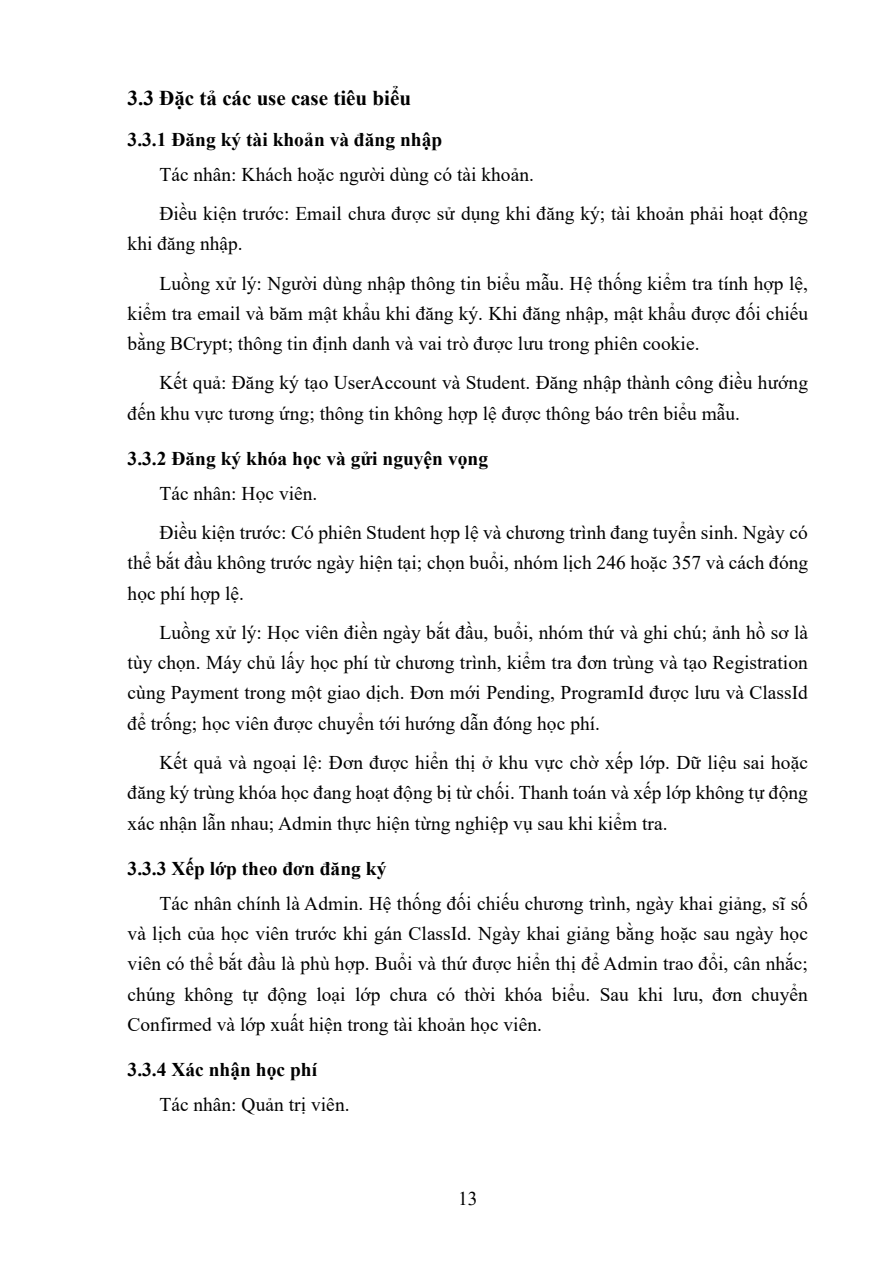 3.3 Đặc tả các use case tiêu biểu
3.3.1 Đăng ký tài khoản và đăng nhập
Tác nhân: Khách hoặc người dùng có tài khoản.
Điều kiện trước: Email chưa được sử dụng khi đăng ký; tài khoản phải hoạt động
khi đăng nhập.
Luồng xử lý: Người dùng nhập thông tin biểu mẫu. Hệ thống kiểm tra tính hợp lệ,
kiểm tra email và băm mật khẩu khi đăng ký. Khi đăng nhập, mật khẩu được đối chiếu
bằng BCrypt; thông tin định danh và vai trò được lưu trong phiên cookie.
Kết quả: Đăng ký tạo UserAccount và Student. Đăng nhập thành công điều hướng
đến khu vực tương ứng; thông tin không hợp lệ được thông báo trên biểu mẫu.
3.3.2 Đăng ký khóa học và gửi nguyện vọng
Tác nhân: Học viên.
Điều kiện trước: Có phiên Student hợp lệ và chương trình đang tuyển sinh. Ngày có
thể bắt đầu không trước ngày hiện tại; chọn buổi, nhóm lịch 246 hoặc 357 và cách đóng
học phí hợp lệ.
Luồng xử lý: Học viên điền ngày bắt đầu, buổi, nhóm thứ và ghi chú; ảnh hồ sơ là
tùy chọn. Máy chủ lấy học phí từ chương trình, kiểm tra đơn trùng và tạo Registration
cùng Payment trong một giao dịch. Đơn mới Pending, ProgramId được lưu và ClassId
để trống; học viên được chuyển tới hướng dẫn đóng học phí.
Kết quả và ngoại lệ: Đơn được hiển thị ở khu vực chờ xếp lớp. Dữ liệu sai hoặc
đăng ký trùng khóa học đang hoạt động bị từ chối. Thanh toán và xếp lớp không tự động
xác nhận lẫn nhau; Admin thực hiện từng nghiệp vụ sau khi kiểm tra.
3.3.3 Xếp lớp theo đơn đăng ký
Tác nhân chính là Admin. Hệ thống đối chiếu chương trình, ngày khai giảng, sĩ số
và lịch của học viên trước khi gán ClassId. Ngày khai giảng bằng hoặc sau ngày học
viên có thể bắt đầu là phù hợp. Buổi và thứ được hiển thị để Admin trao đổi, cân nhắc;
chúng không tự động loại lớp chưa có thời khóa biểu. Sau khi lưu, đơn chuyển
Confirmed và lớp xuất hiện trong tài khoản học viên.
3.3.4 Xác nhận học phí
Tác nhân: Quản trị viên.
13